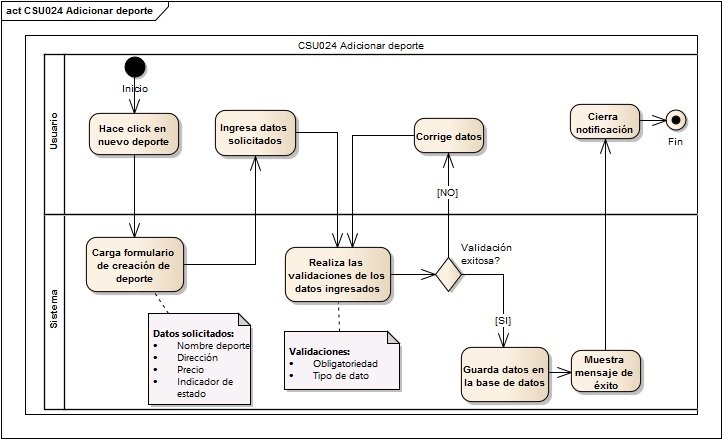 act CSU024 Adicionar deporte
CSU024 Adicionar deporte
Usuario
Inicio
Hace click en
nuevo deporte
Ingresa datos
solicitados
Corrige datos
Cierra
notificación
Fin
[NO]
Sistema
Carga formulario
de creación de
deporte
Realiza las
validaciones de los
datos ingresados
Validación
exitosa?
[SI]
Datos solicitados:
• Nombre deporte
• Dirección
• Precio
• Indicador de
estado
Validaciones:
• Obligatoriedad
• Tipo de dato
Guarda datos en
la base de datos
Muestra
mensaje de
éxito